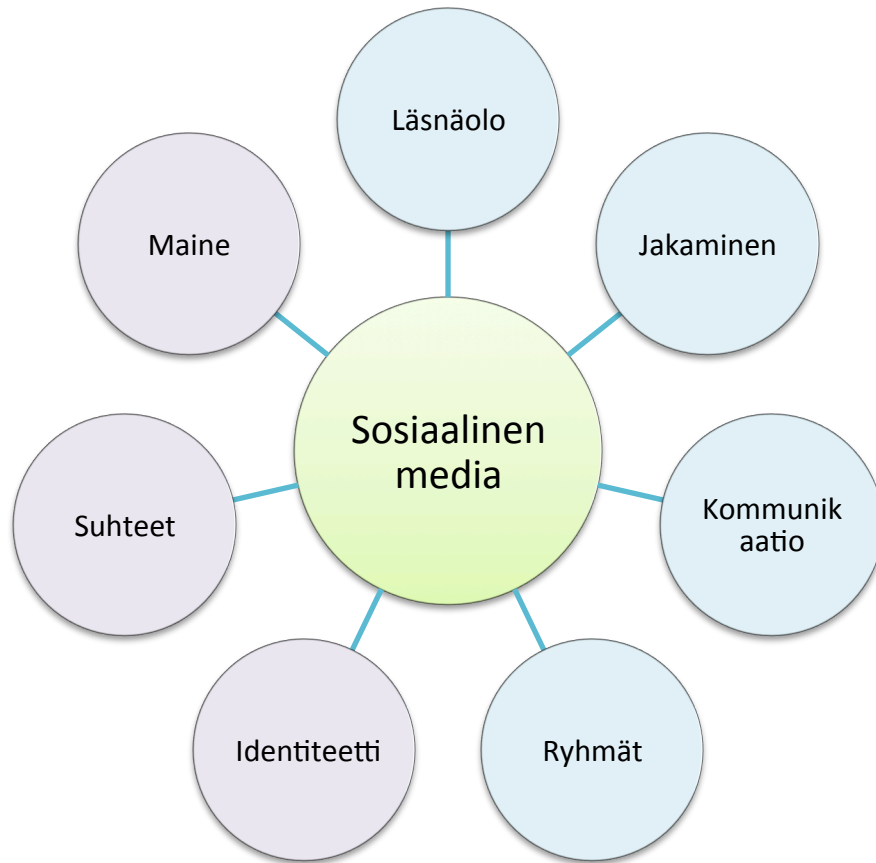 Läsnäolo
Maine
Jakaminen
Sosiaalinen
media
Suhteet
Kommunik
aatio
Identiteetti
Ryhmät